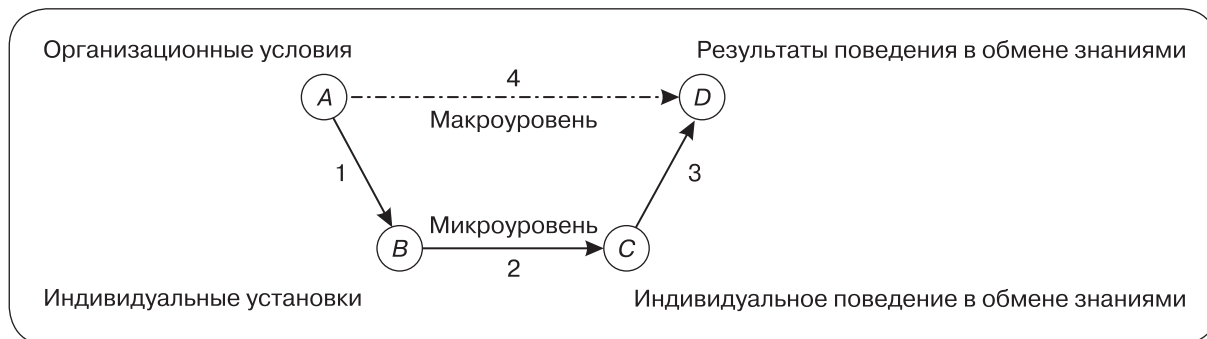 Организационные условия
Результаты поведения в обмене знаниями
4
A
D
Макроуровень
1
3
Микроуровень
B
C
2
Индивидуальные установки
Индивидуальное поведение в обмене знаниями